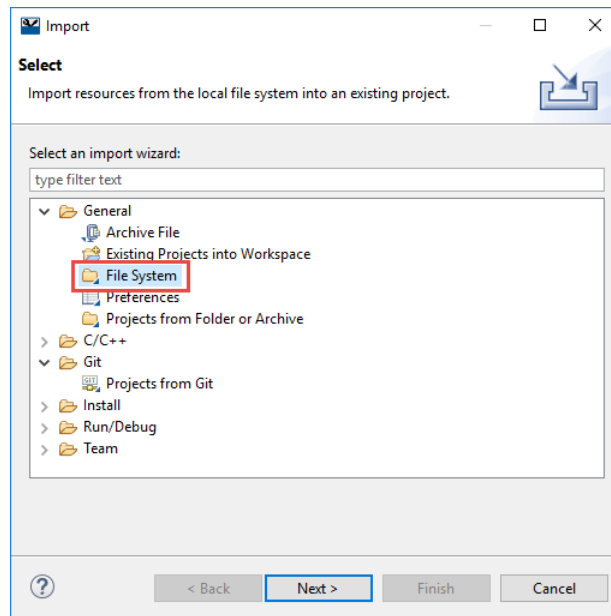 Import
Select
Import resources from the local file system into an existing project.
Select an import wizard:
type filter text
General
Archive File
Existing Projects into Workspace
File System
Preferences
Projects from Folder or Archive
C/C++
Git
GIT Projects from Git
Install
Run/Debug
Team
? < Back Next > Finish Cancel